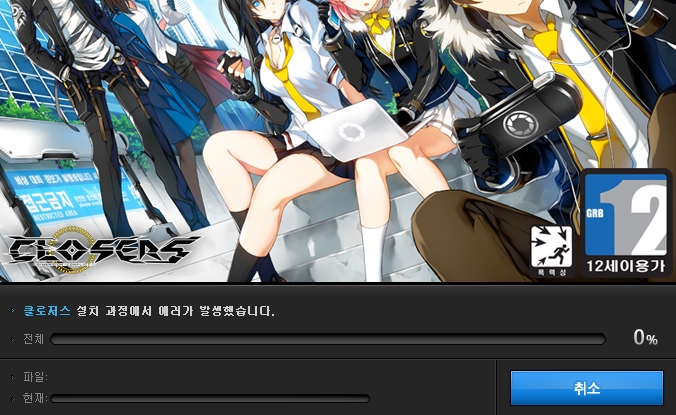 접근금지
RESTRICTED AREA
CLOSERS
폭력성
GRB
12
12세이용가
클로저스 설치 과정에서 에러가 발생했습니다.
전체 0%
파일:
현재:
취소